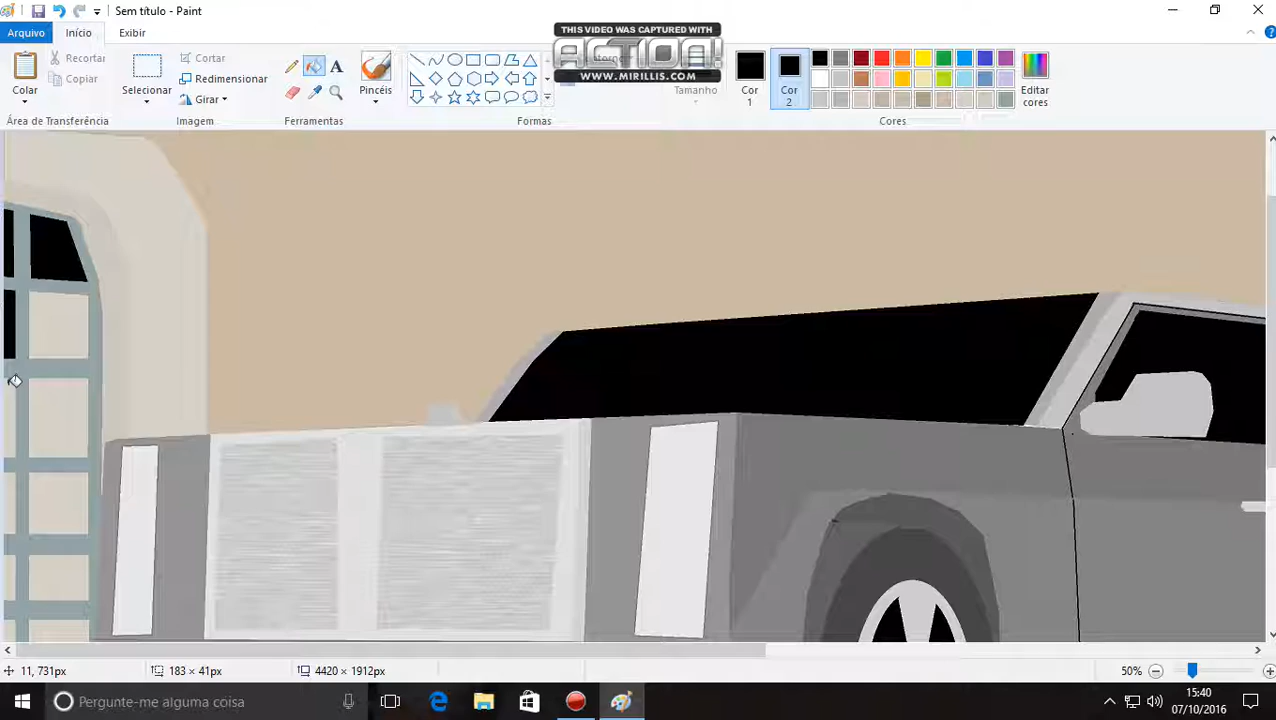 Sem título - Paint
THIS VIDEO WAS CAPTURED WITH
ACTION!
WWW.MIRILLIS.COM
Arquivo
Início
Exibir
Colar
Recortar
Copiar
Área de Transferência
Selecionar
Cortar
Redimensionar
Girar
Imagem
A
Ferramentas
Pincéis
Formas
Tamanho
Cor
1
Cor
2
Editar
cores
Cores
11, 731px
183 × 41px
4420 × 1912px
50%
Pergunte-me alguma coisa
15:40
07/10/2016